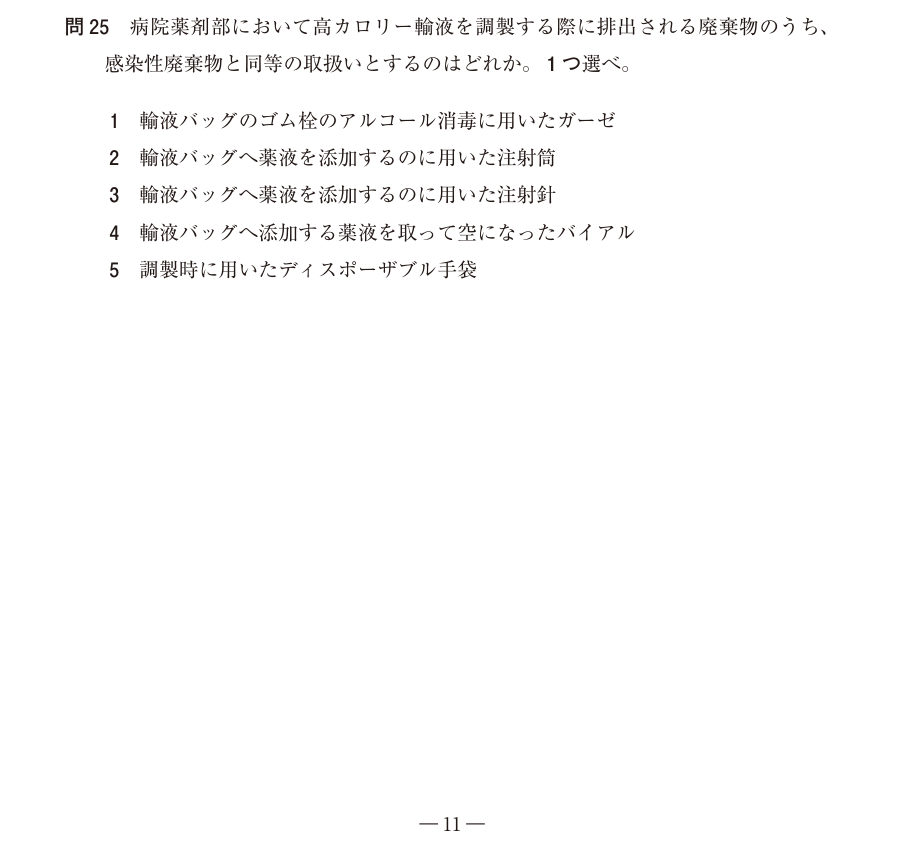 問 25　病院薬剤部において高カロリー輸液を調製する際に排出される廃棄物のうち、
感染性廃棄物と同等の取扱いとするのはどれか。1つ選べ。
1　輸液バッグのゴム栓のアルコール消毒に用いたガーゼ
2　輸液バッグへ薬液を添加するのに用いた注射筒
3　輸液バッグへ薬液を添加するのに用いた注射針
4　輸液バッグへ添加する薬液を取って空になったバイアル
5　調製時に用いたディスポーザブル手袋
― 11 ―